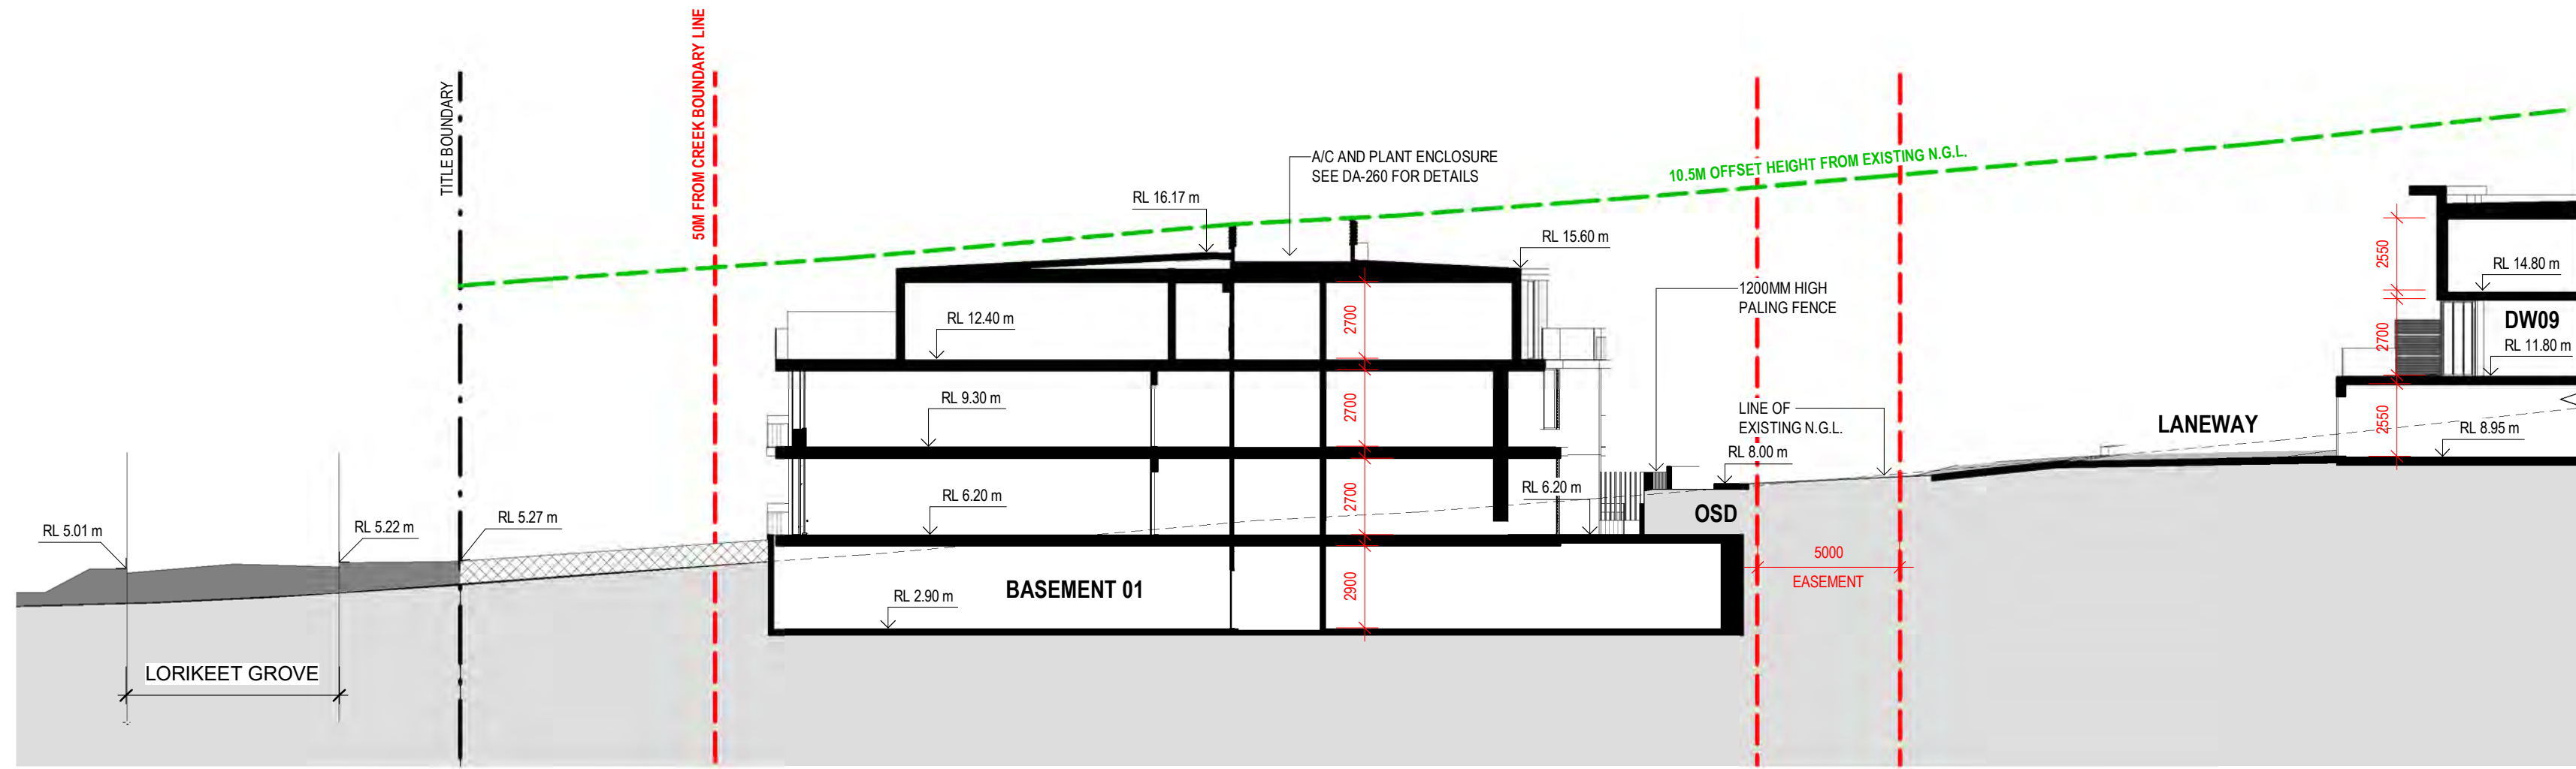 TITLE BOUNDARY
50M FROM CREEK BOUNDARY LINE
A/C AND PLANT ENCLOSURE
SEE DA-260 FOR DETAILS
10.5M OFFSET HEIGHT FROM EXISTING N.G.L.
RL 16.17 m
RL 15.60 m
1200MM HIGH
PALING FENCE
2550
RL 14.80 m
RL 12.40 m
2700
DW09
2700
RL 11.80 m
RL 9.30 m
2700
LINE OF
EXISTING N.G.L.
LANEWAY
2550
RL 8.95 m
RL 8.00 m
RL 6.20 m
2700
RL 6.20 m
OSD
RL 5.01 m
RL 5.22 m
RL 5.27 m
5000
EASEMENT
BASEMENT 01
2900
RL 2.90 m
LORIKEET GROVE